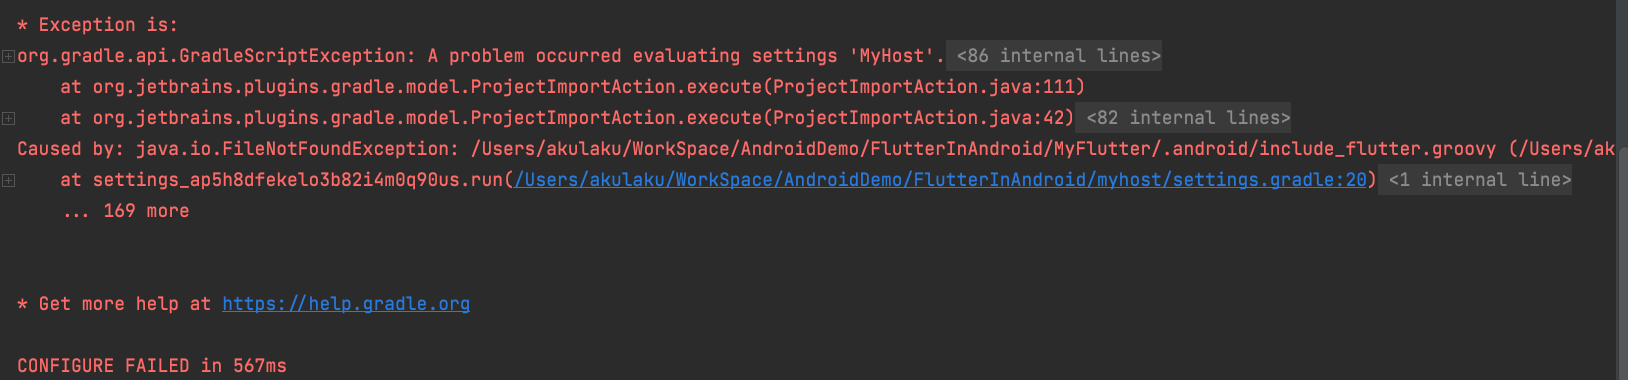 * Exception is:
org.gradle.api.GradleScriptException: A problem occurred evaluating settings 'MyHost'. <86 internal lines>
at org.jetbrains.plugins.gradle.model.ProjectImportAction.execute(ProjectImportAction.java:111)
at org.jetbrains.plugins.gradle.model.ProjectImportAction.execute(ProjectImportAction.java:42) <82 internal lines>
Caused by: java.io.FileNotFoundException: /Users/akulaku/WorkSpace/AndroidDemo/FlutterInAndroid/MyFlutter/.android/include_flutter.groovy (/Users/ak
at settings_ap5h8dfekelo3b82i4m0q90us.run(/Users/akulaku/WorkSpace/AndroidDemo/FlutterInAndroid/myhost/settings.gradle:20) <1 internal line>
... 169 more
* Get more help at https://help.gradle.org
CONFIGURE FAILED in 567ms